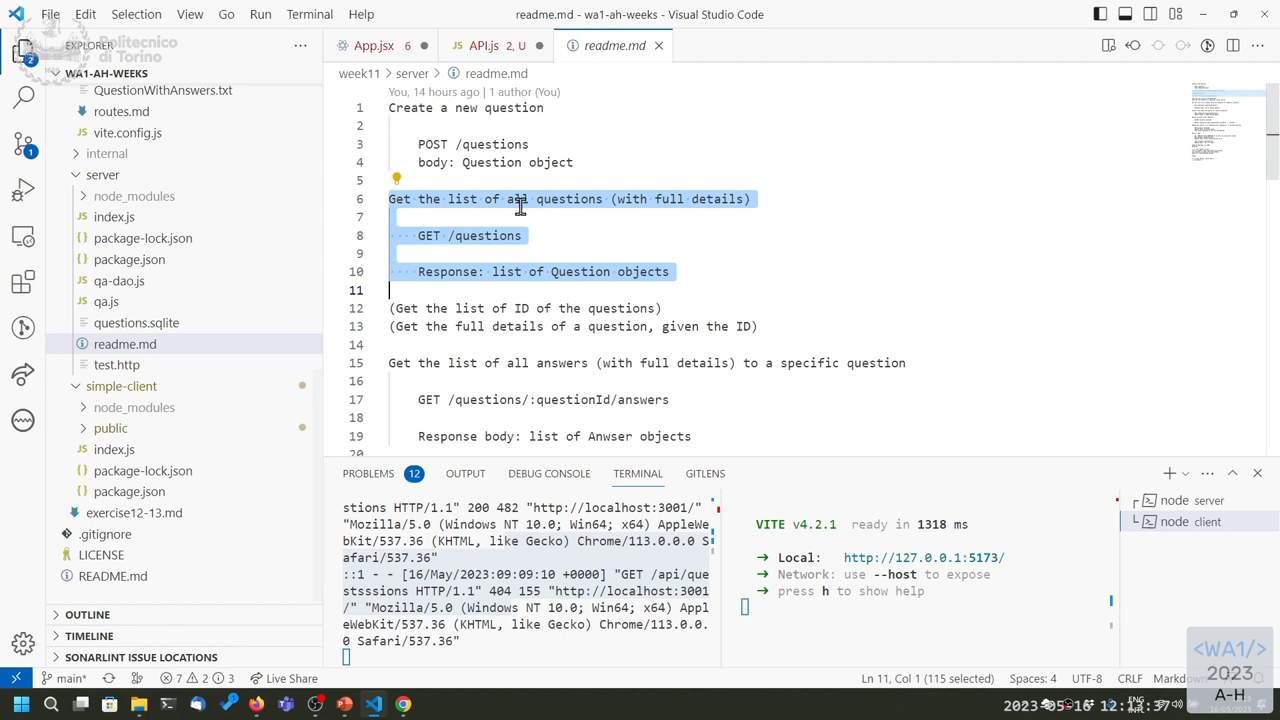 File Edit Selection View Go Run Terminal Help
readme.md - wa1-ah-weeks - Visual Studio Code
Politecnico
di Torino
EXPLORER
App.jsx 6
API.js 2, U
readme.md
WA1-AH-WEEKS
week11 > server > readme.md
QuestionWithAnswers.txt
routes.md
vite.config.js
internal
server
node_modules
index.js
package-lock.json
package.json
qa-dao.js
qa.js
questions.sqlite
readme.md
test.http
simple-client
node_modules
public
index.js
package-lock.json
package.json
exercise12-13.md
.gitignore
LICENSE
README.md
OUTLINE
TIMELINE
SONARLINT ISSUE LOCATIONS
You, 14 hours ago | 1 author (You)
1 Create a new question
2
3 POST /questions
4 body: Question object
5
6 Get the list of all questions (with full details)
7
8 GET /questions
9
10 Response: list of Question objects
11
12 (Get the list of ID of the questions)
13 (Get the full details of a question, given the ID)
14
15 Get the list of all answers (with full details) to a specific question
16
17 GET /questions/:questionId/answers
18
19 Response body: list of Anwser objects
20
PROBLEMS 12 OUTPUT DEBUG CONSOLE TERMINAL GITLENS
stions HTTP/1.1" 200 482 "http://localhost:3001/"
"Mozilla/5.0 (Windows NT 10.0; Win64; x64) AppleWe
bKit/537.36 (KHTML, like Gecko) Chrome/113.0.0.0 S
afari/537.36"
::1 - - [16/May/2023:09:09:10 +0000] "GET /api/que
stsssions HTTP/1.1" 404 155 "http://localhost:3001
/" "Mozilla/5.0 (Windows NT 10.0; Win64; x64) Appl
eWebKit/537.36 (KHTML, like Gecko) Chrome/113.0.0.
0 Safari/537.36"
VITE v4.2.1 ready in 1318 ms
➜ Local: http://127.0.0.1:5173/
➜ Network: use --host to expose
➜ press h to show help
node server
node client
<WA1/>
2023
A-H
main* 7 2 3 Live Share
Ln 11, Col 1 (115 selected) Spaces: 4 UTF-8 CRLF
ENG
2023-05-16 12:13:37